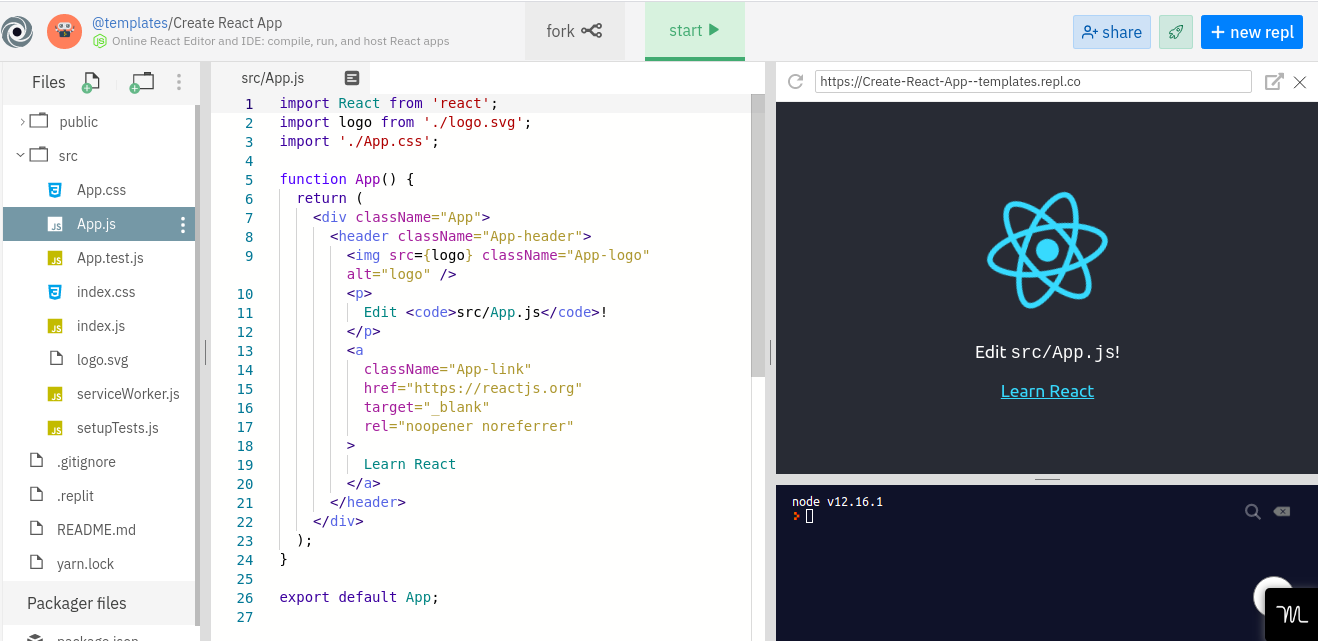 @templates/Create React App
Online React Editor and IDE: compile, run, and host React apps
fork
start
share
+ new repl
Files
public
src
App.css
App.js
App.test.js
index.css
index.js
logo.svg
serviceWorker.js
setupTests.js
.gitignore
.replit
README.md
yarn.lock
Packager files
package.json
src/App.js
1 import React from 'react';
2 import logo from './logo.svg';
3 import './App.css';
4
5 function App() {
6 return (
7 <div className="App">
8 <header className="App-header">
9 <img src={logo} className="App-logo"
alt="logo" />
10 <p>
11 Edit <code>src/App.js</code>!
12 </p>
13 <a
14 className="App-link"
15 href="https://reactjs.org"
16 target="_blank"
17 rel="noopener noreferrer"
18 >
19 Learn React
20 </a>
21 </header>
22 </div>
23 );
24 }
25
26 export default App;
27
https://Create-React-App--templates.repl.co
Edit src/App.js!
Learn React
node v12.16.1